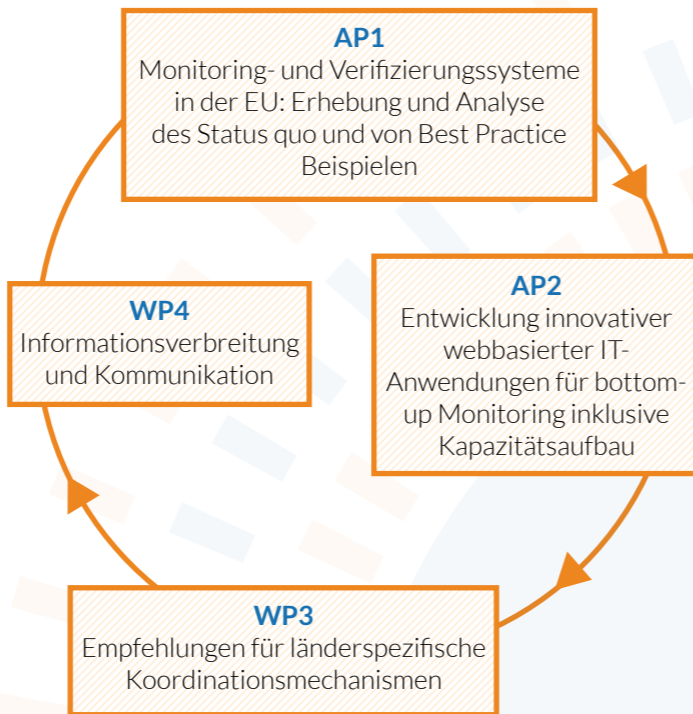 AP1
Monitoring- und Verifizierungssysteme
in der EU: Erhebung und Analyse
des Status quo und von Best Practice
Beispielen
AP2
Entwicklung innovativer
webbasierter IT-
Anwendungen für bottom-
up Monitoring inklusive
Kapazitätsaufbau
WP3
Empfehlungen für länderspezifische
Koordinationsmechanismen
WP4
Informationsverbreitung
und Kommunikation